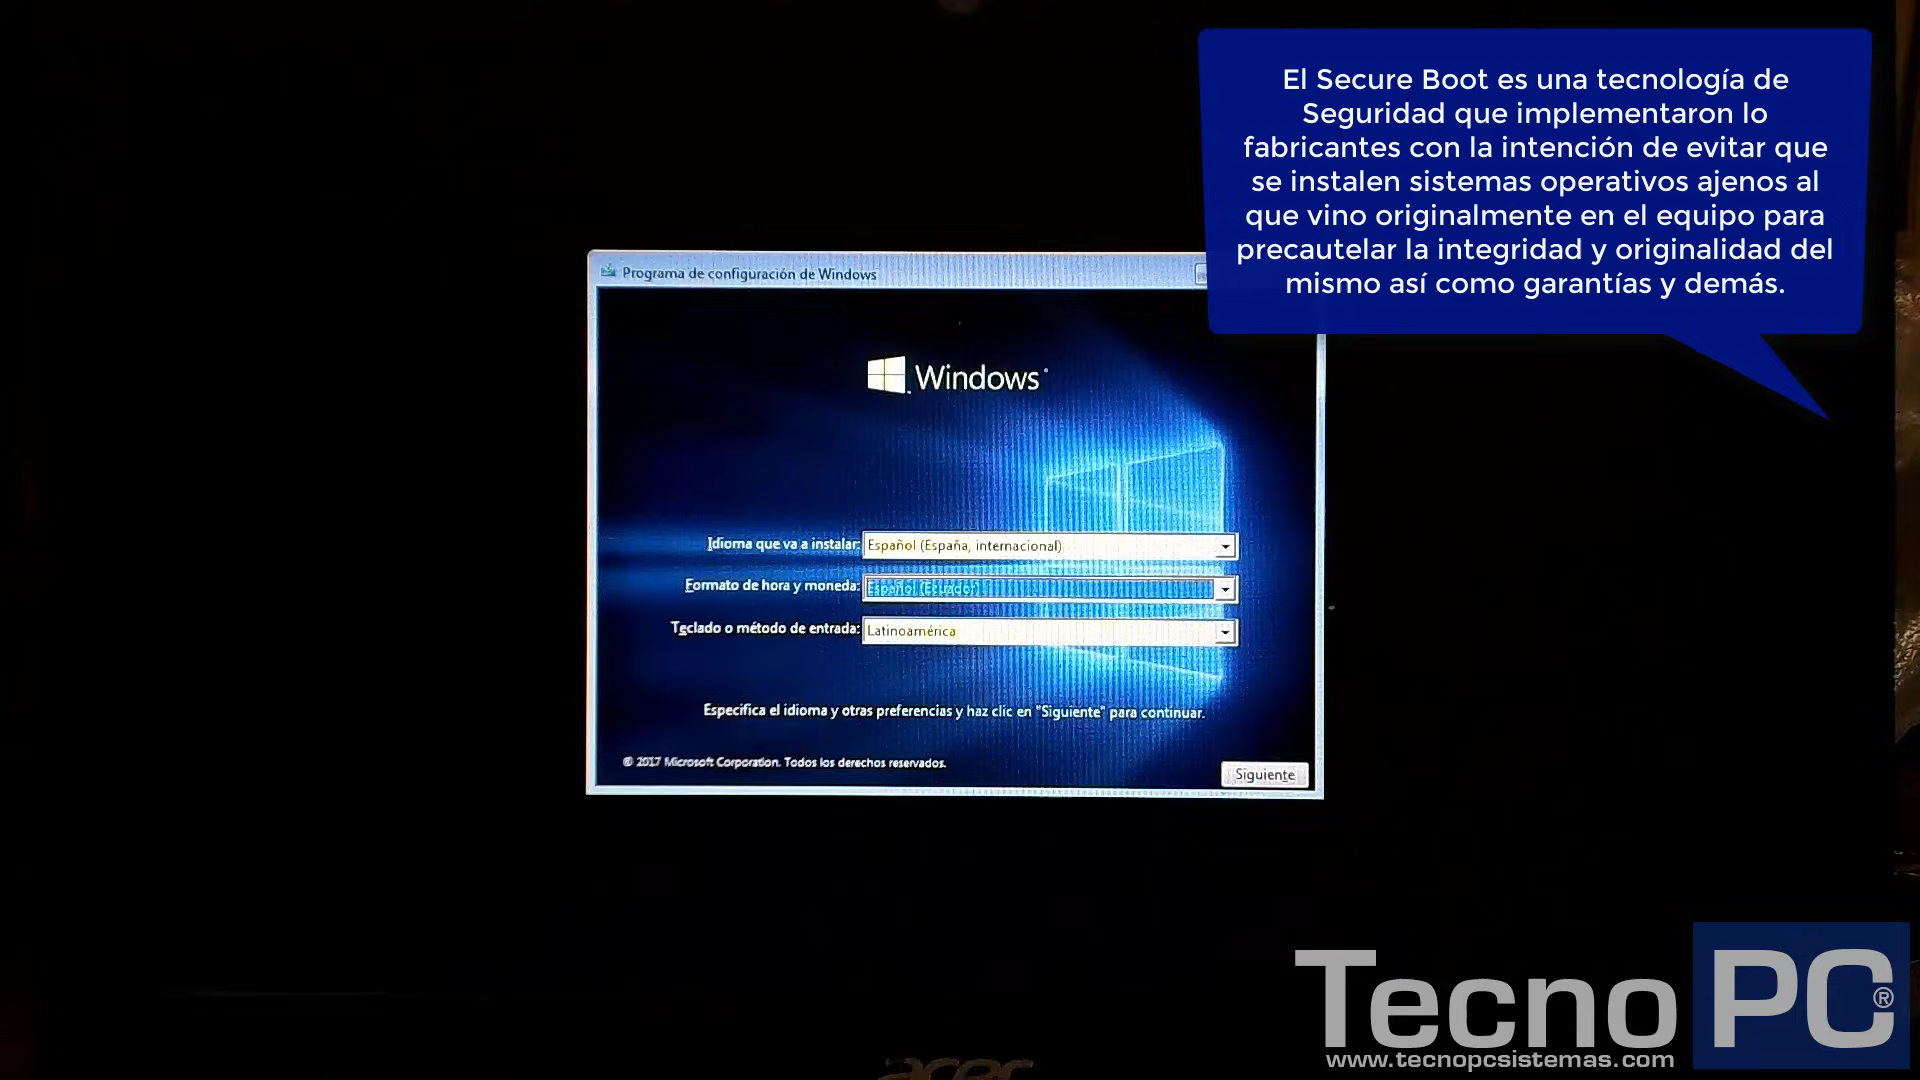 El Secure Boot es una tecnología de
Seguridad que implementaron lo
fabricantes con la intención de evitar que
se instalen sistemas operativos ajenos al
que vino originalmente en el equipo para
precautelar la integridad y originalidad del
mismo así como garantías y demás.
Programa de configuración de Windows
Windows
Idioma que va a instalar: Español (España, internacional)
Formato de hora y moneda: Español (Ecuador)
Teclado o método de entrada: Latinoamérica
Especifica el idioma y otras preferencias y haz clic en "Siguiente" para continuar.
© 2017 Microsoft Corporation. Todos los derechos reservados.
Siguiente
TecnoPC®
www.tecnopcsistemas.com
acer